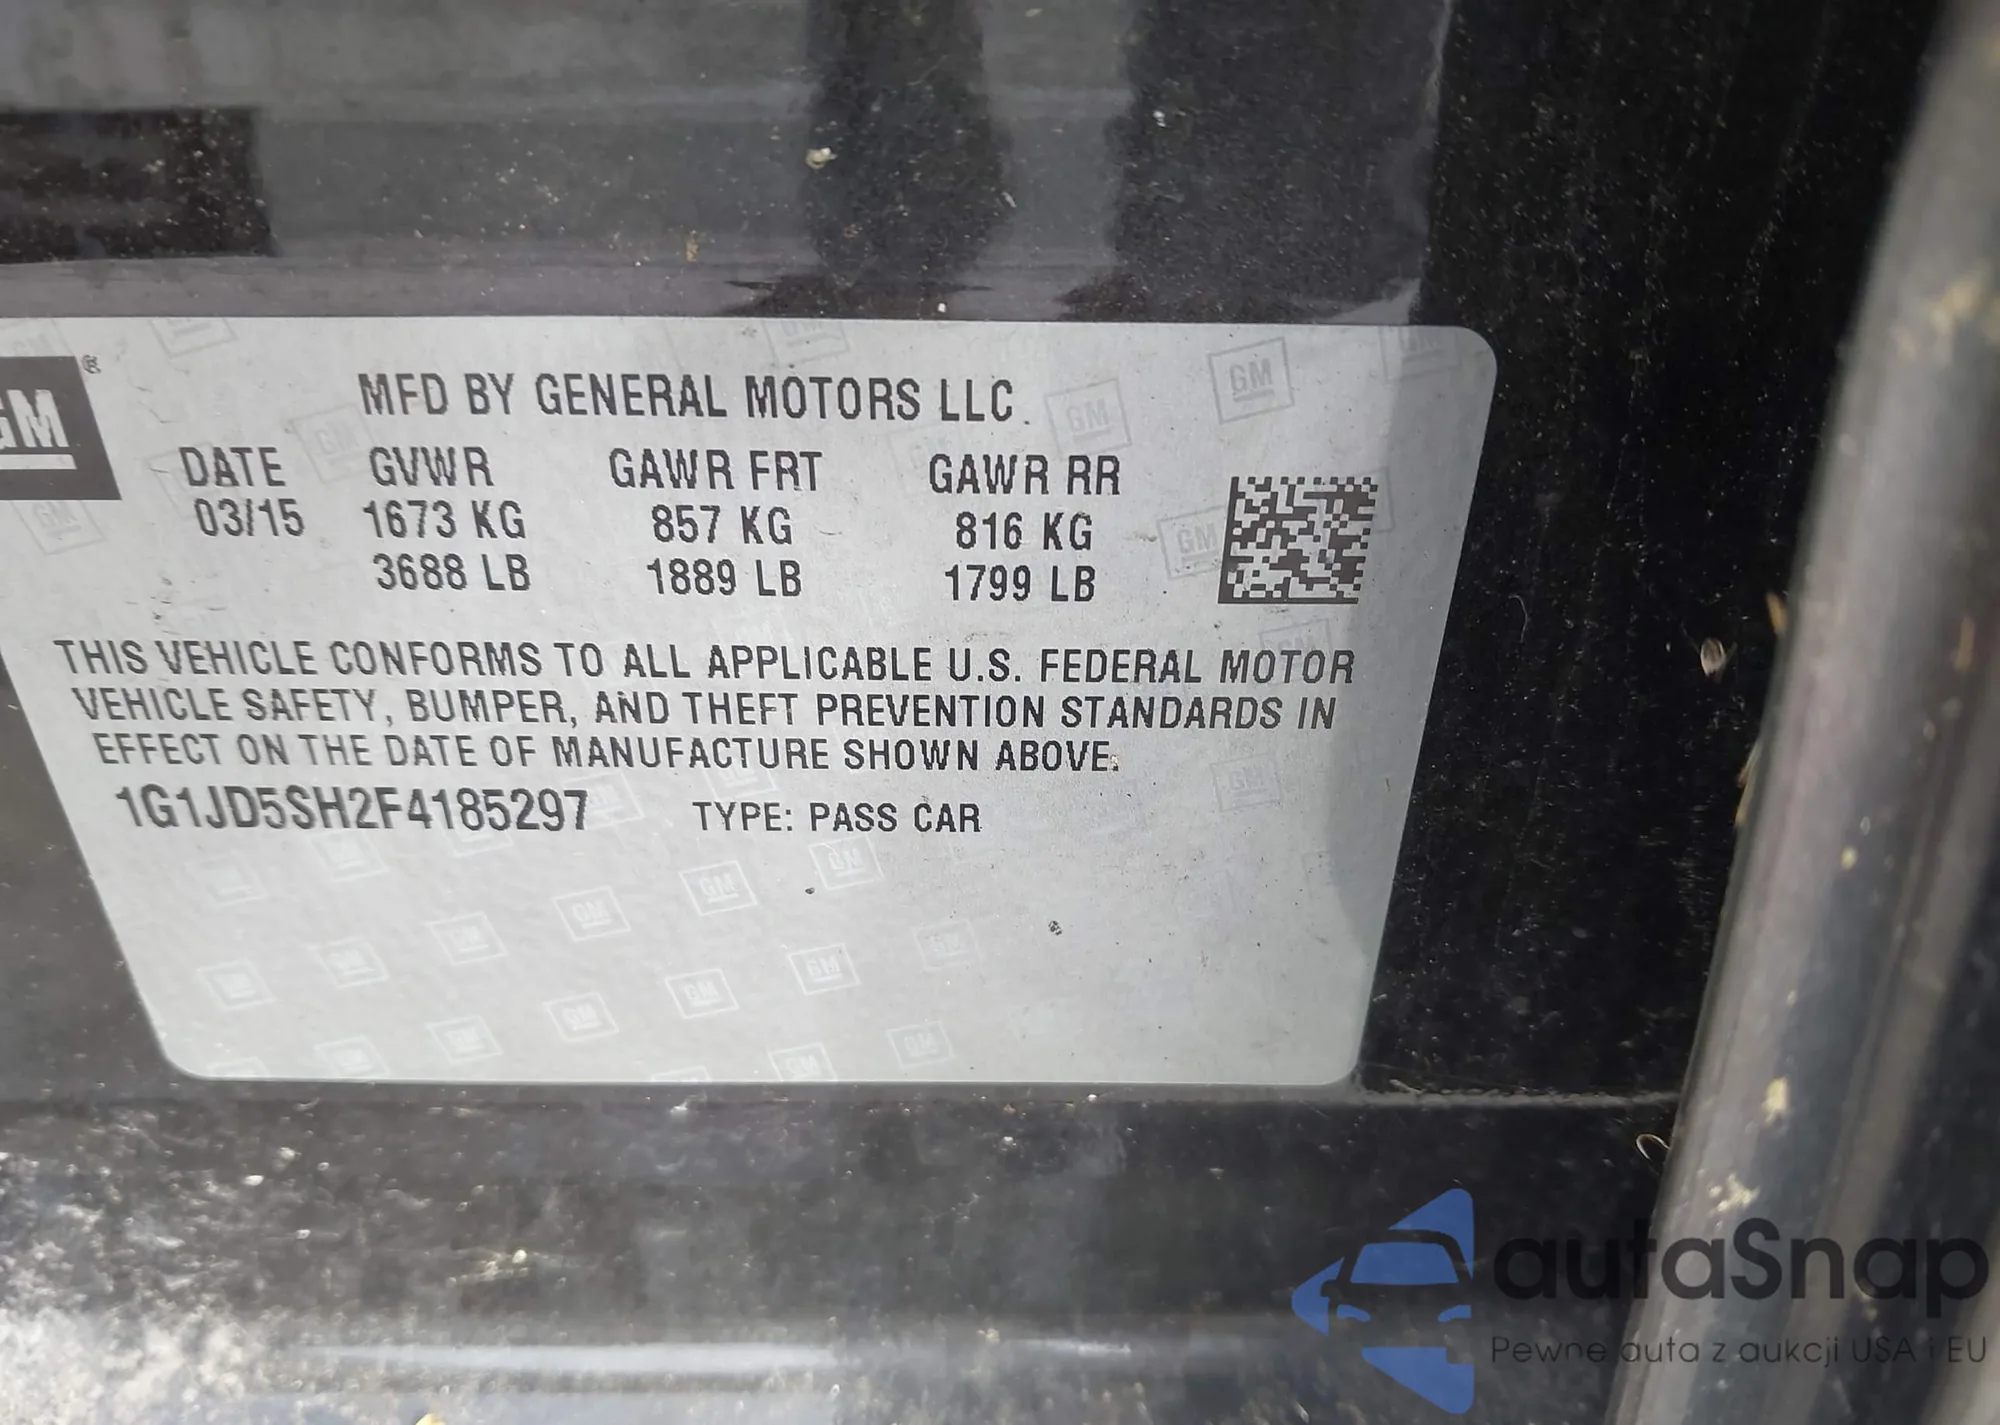 GM ®
MFD BY GENERAL MOTORS LLC
DATE GVWR GAWR FRT GAWR RR
03/15 1673 KG 857 KG 816 KG
3688 LB 1889 LB 1799 LB
THIS VEHICLE CONFORMS TO ALL APPLICABLE U.S. FEDERAL MOTOR
VEHICLE SAFETY, BUMPER, AND THEFT PREVENTION STANDARDS IN
EFFECT ON THE DATE OF MANUFACTURE SHOWN ABOVE.
1G1JD5SH2F4185297 TYPE: PASS CAR
autaSnap
Pewne auta z aukcji USA i EU